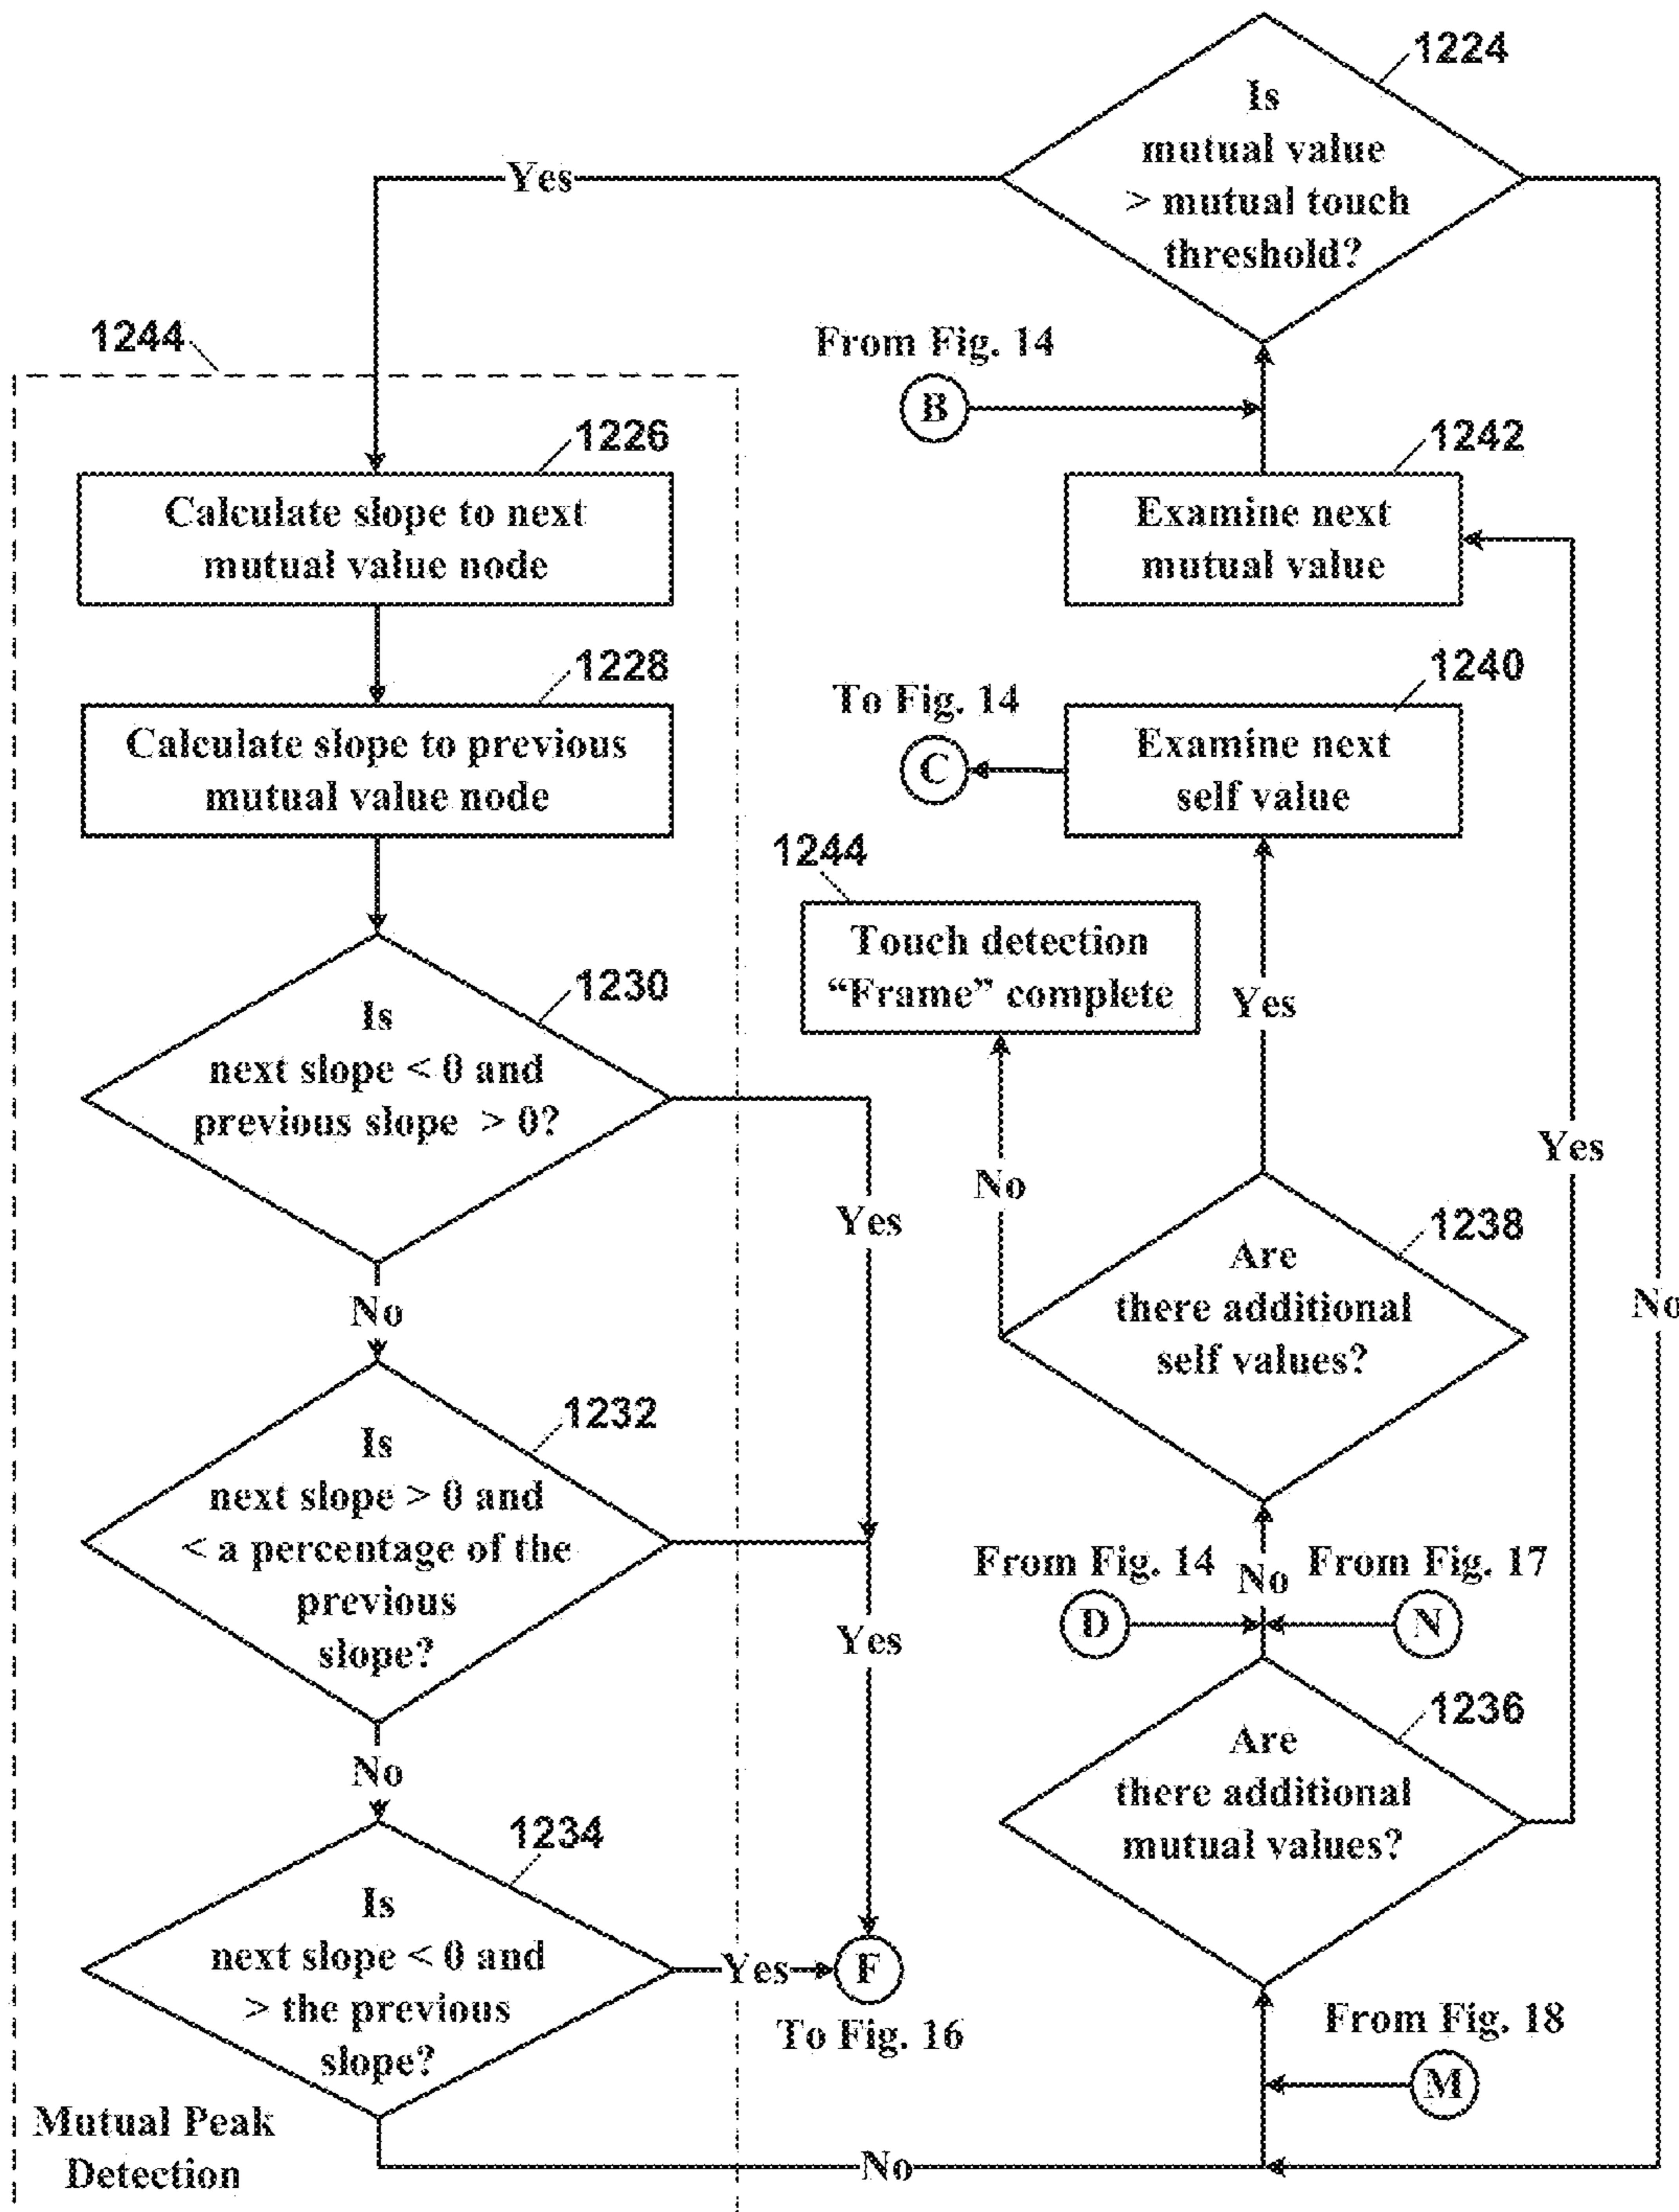 1224
Is
mutual value
> mutual touch
threshold?
Yes
No
1244
From Fig. 14
B
1226
Calculate slope to next
mutual value node
1242
Examine next
mutual value
1228
Calculate slope to previous
mutual value node
To Fig. 14
C
1240
Examine next
self value
1244
Touch detection
“Frame” complete
Yes
No
1230
Is
next slope < 0 and
previous slope > 0?
Yes
No
Yes
1238
Are
there additional
self values?
1232
Is
next slope > 0 and
< a percentage of the
previous
slope?
Yes
No
From Fig. 14
D
No
From Fig. 17
N
1236
Are
there additional
mutual values?
1234
Is
next slope < 0 and
> the previous
slope?
Yes
F
To Fig. 16
From Fig. 18
M
No
Mutual Peak
Detection